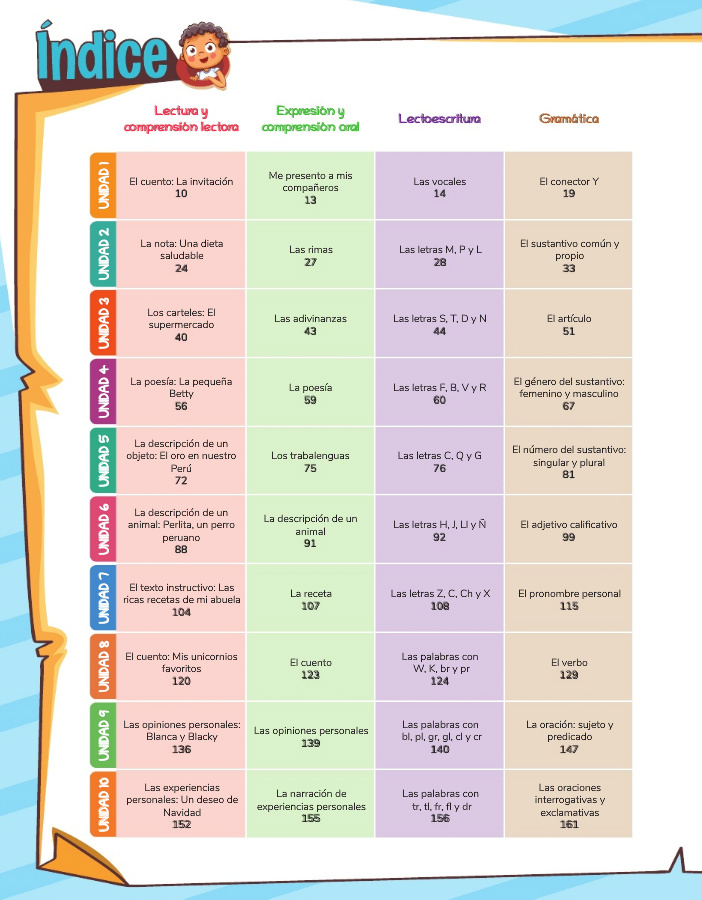 Índice
Lectura y
comprensión lectora
Expresión y
comprensión oral
Lectoescritura
Gramática
UNIDAD 1
El cuento: La invitación
10
Me presento a mis
compañeros
13
Las vocales
14
El conector Y
19
UNIDAD 2
La nota: Una dieta
saludable
24
Las rimas
27
Las letras M, P y L
28
El sustantivo común y
propio
33
UNIDAD 3
Los carteles: El
supermercado
40
Las adivinanzas
43
Las letras S, T, D y N
44
El artículo
51
UNIDAD 4
La poesía: La pequeña
Betty
56
La poesía
59
Las letras F, B, V y R
60
El género del sustantivo:
femenino y masculino
67
UNIDAD 5
La descripción de un
objeto: El oro en nuestro
Perú
72
Los trabalenguas
75
Las letras C, Q y G
76
El número del sustantivo:
singular y plural
81
UNIDAD 6
La descripción de un
animal: Perlita, un perro
peruano
88
La descripción de un
animal
91
Las letras H, J, Ll y Ñ
92
El adjetivo calificativo
99
UNIDAD 7
El texto instructivo: Las
ricas recetas de mi abuela
104
La receta
107
Las letras Z, C, Ch y X
108
El pronombre personal
115
UNIDAD 8
El cuento: Mis unicornios
favoritos
120
El cuento
123
Las palabras con
W, K, br y pr
124
El verbo
129
UNIDAD 9
Las opiniones personales:
Blanca y Blacky
136
Las opiniones personales
139
Las palabras con
bl, pl, gr, gl, cl y cr
140
La oración: sujeto y
predicado
147
UNIDAD 10
Las experiencias
personales: Un deseo de
Navidad
152
La narración de
experiencias personales
155
Las palabras con
tr, tl, fr, fl y dr
156
Las oraciones
interrogativas y
exclamativas
161